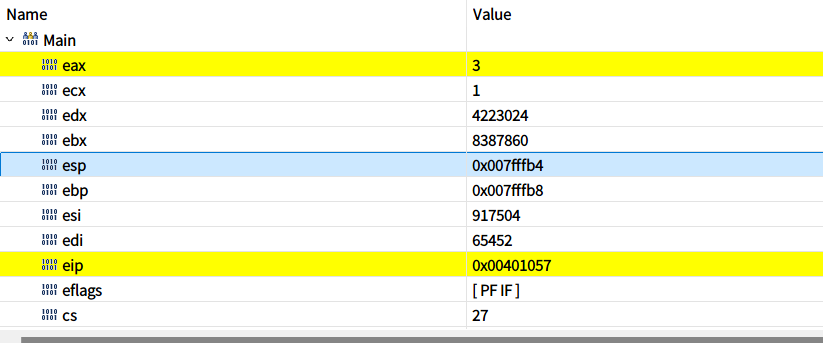 Name Value
Main
eax 3
ecx 1
edx 4223024
ebx 8387860
esp 0x007fffb4
ebp 0x007fffb8
esi 917504
edi 65452
eip 0x00401057
eflags [ PF IF ]
cs 27